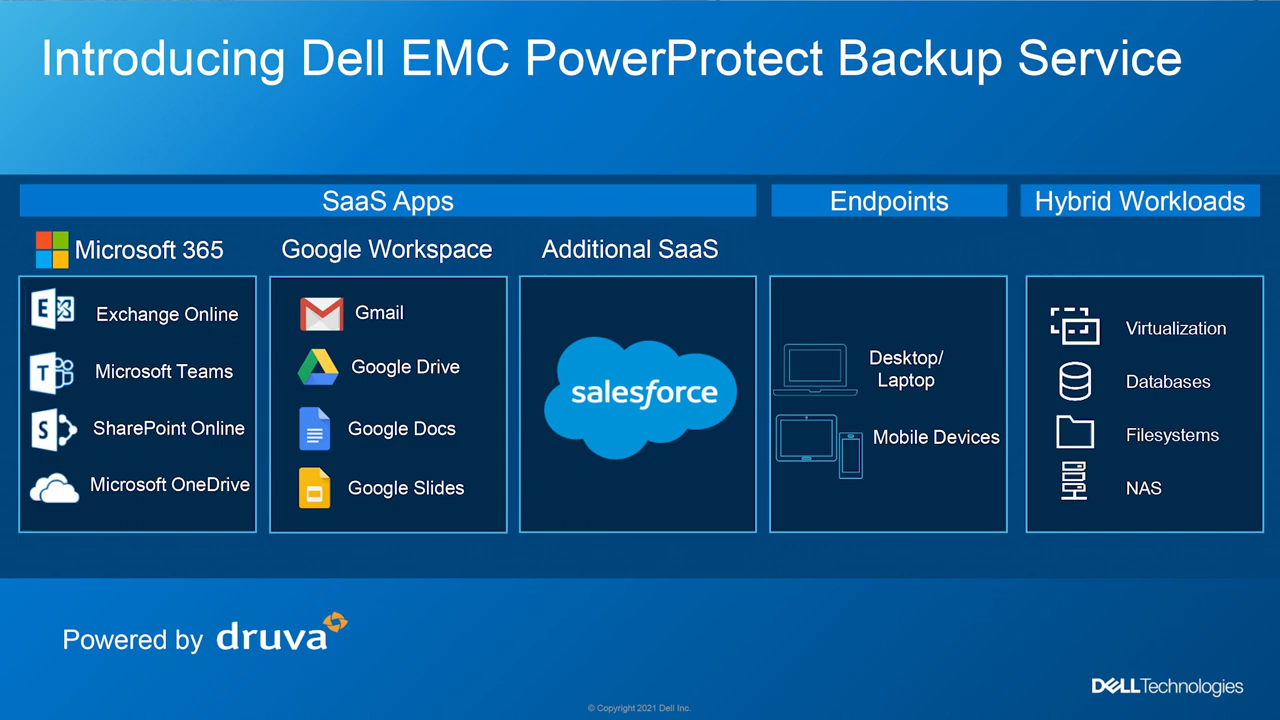 Introducing Dell EMC PowerProtect Backup Service
SaaS Apps
Endpoints
Hybrid Workloads
Microsoft 365
Google Workspace
Additional SaaS
E
Exchange Online
T
Microsoft Teams
S
SharePoint Online
Microsoft OneDrive
Gmail
Google Drive
Google Docs
Google Slides
salesforce
Desktop/
Laptop
Mobile Devices
Virtualization
Databases
Filesystems
NAS
Powered by druva
DELLTechnologies
© Copyright 2021 Dell Inc.